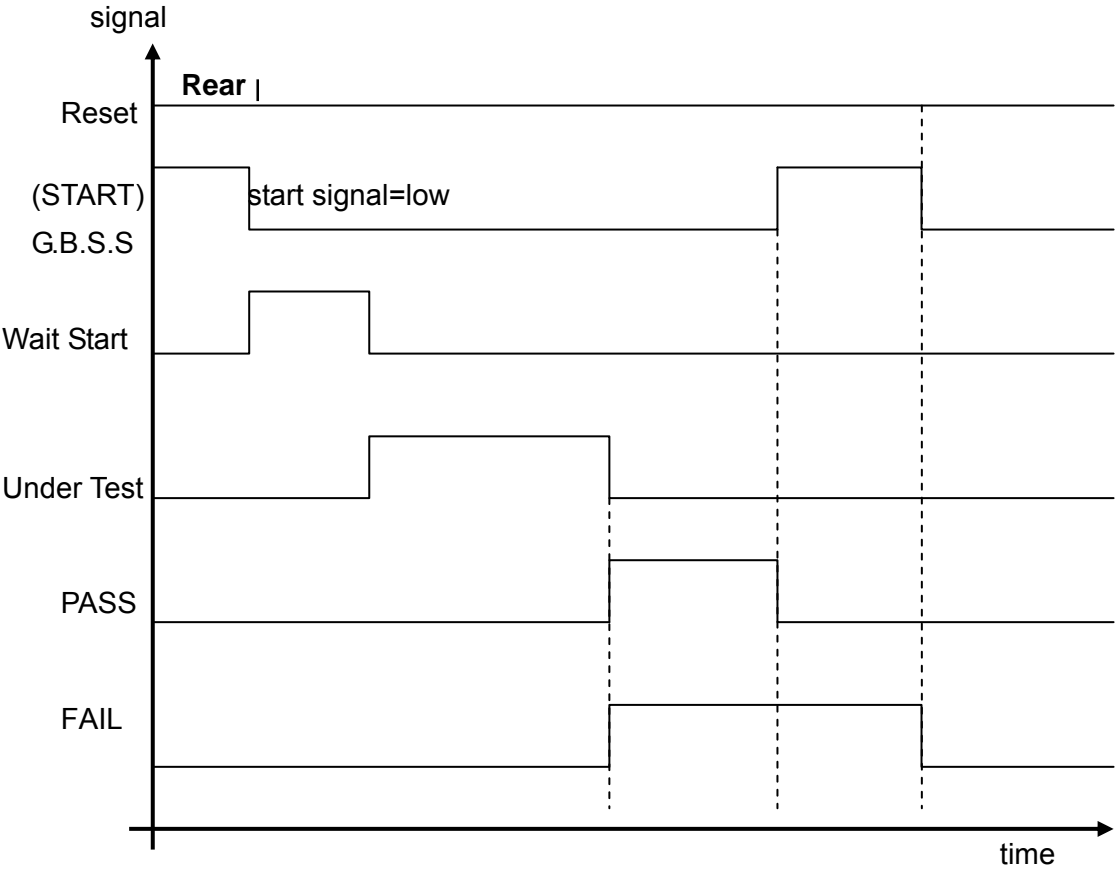 signal
Rear |
Reset
(START)
start signal=low
G.B.S.S
Wait Start
Under Test
PASS
FAIL
time